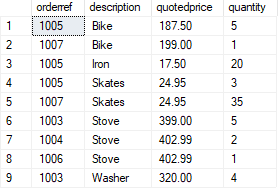 orderref description quotedprice quantity
1 1005 Bike 187.50 5
2 1007 Bike 199.00 1
3 1005 Iron 17.50 20
4 1005 Skates 24.95 3
5 1007 Skates 24.95 35
6 1003 Stove 399.00 5
7 1004 Stove 402.99 2
8 1006 Stove 402.99 1
9 1003 Washer 320.00 4